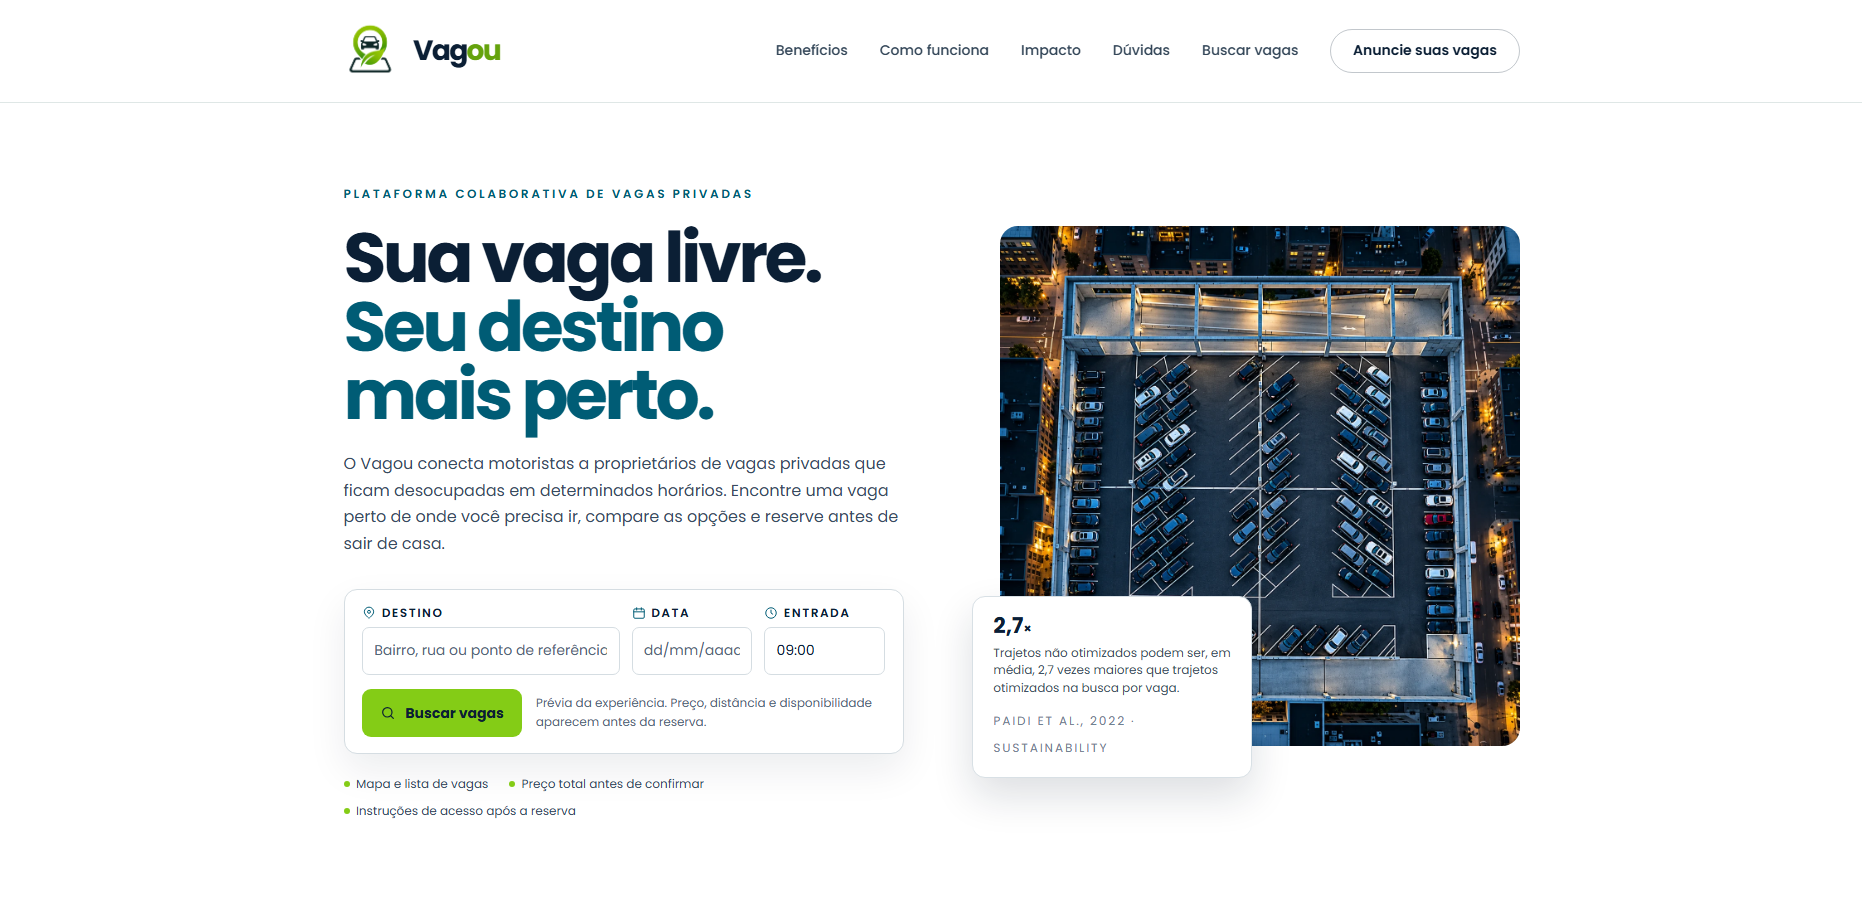 Vagou
Benefícios
Como funciona
Impacto
Dúvidas
Buscar vagas
Anuncie suas vagas
PLATAFORMA COLABORATIVA DE VAGAS PRIVADAS
Sua vaga livre.
Seu destino
mais perto.
O Vagou conecta motoristas a proprietários de vagas privadas que
ficam desocupadas em determinados horários. Encontre uma vaga
perto de onde você precisa ir, compare as opções e reserve antes de
sair de casa.
DESTINO
DATA
ENTRADA
Bairro, rua ou ponto de referência
dd/mm/aaaa
09:00
Buscar vagas
Prévia da experiência. Preço, distância e disponibilidade
aparecem antes da reserva.
Mapa e lista de vagas
Preço total antes de confirmar
Instruções de acesso após a reserva
2,7×
Trajetos não otimizados podem ser, em
média, 2,7 vezes maiores que trajetos
otimizados na busca por vaga.
PAIDI ET AL., 2022 ·
SUSTAINABILITY